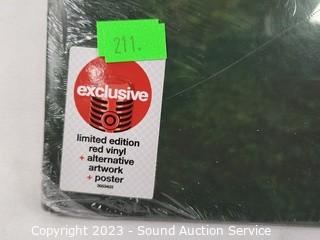 211.
exclusive
limited edition
red vinyl
+ alternative
artwork
+ poster
Copyright 2023 - Sound Auction Service